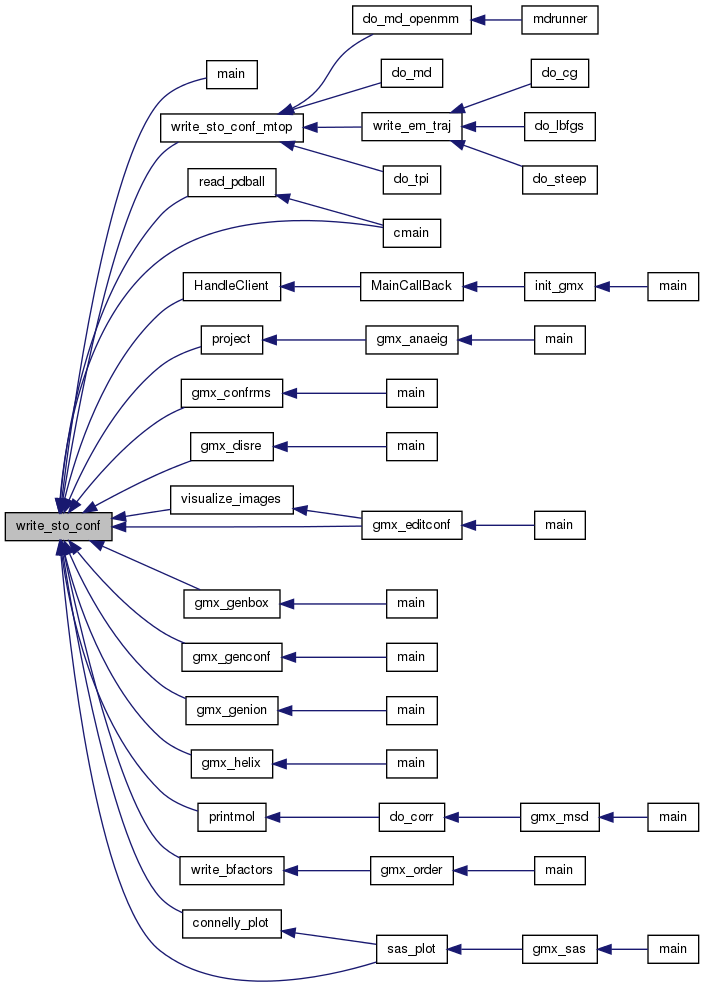 do_md_openmm
mdrunner
main
do_md
do_cg
write_sto_conf_mtop
write_em_traj
do_lbfgs
read_pdball
do_tpi
do_steep
cmain
HandleClient
MainCallBack
init_gmx
main
project
gmx_anaeig
main
gmx_confrms
main
gmx_disre
main
visualize_images
write_sto_conf
gmx_editconf
main
gmx_genbox
main
gmx_genconf
main
gmx_genion
main
gmx_helix
main
printmol
do_corr
gmx_msd
main
write_bfactors
gmx_order
main
connelly_plot
sas_plot
gmx_sas
main